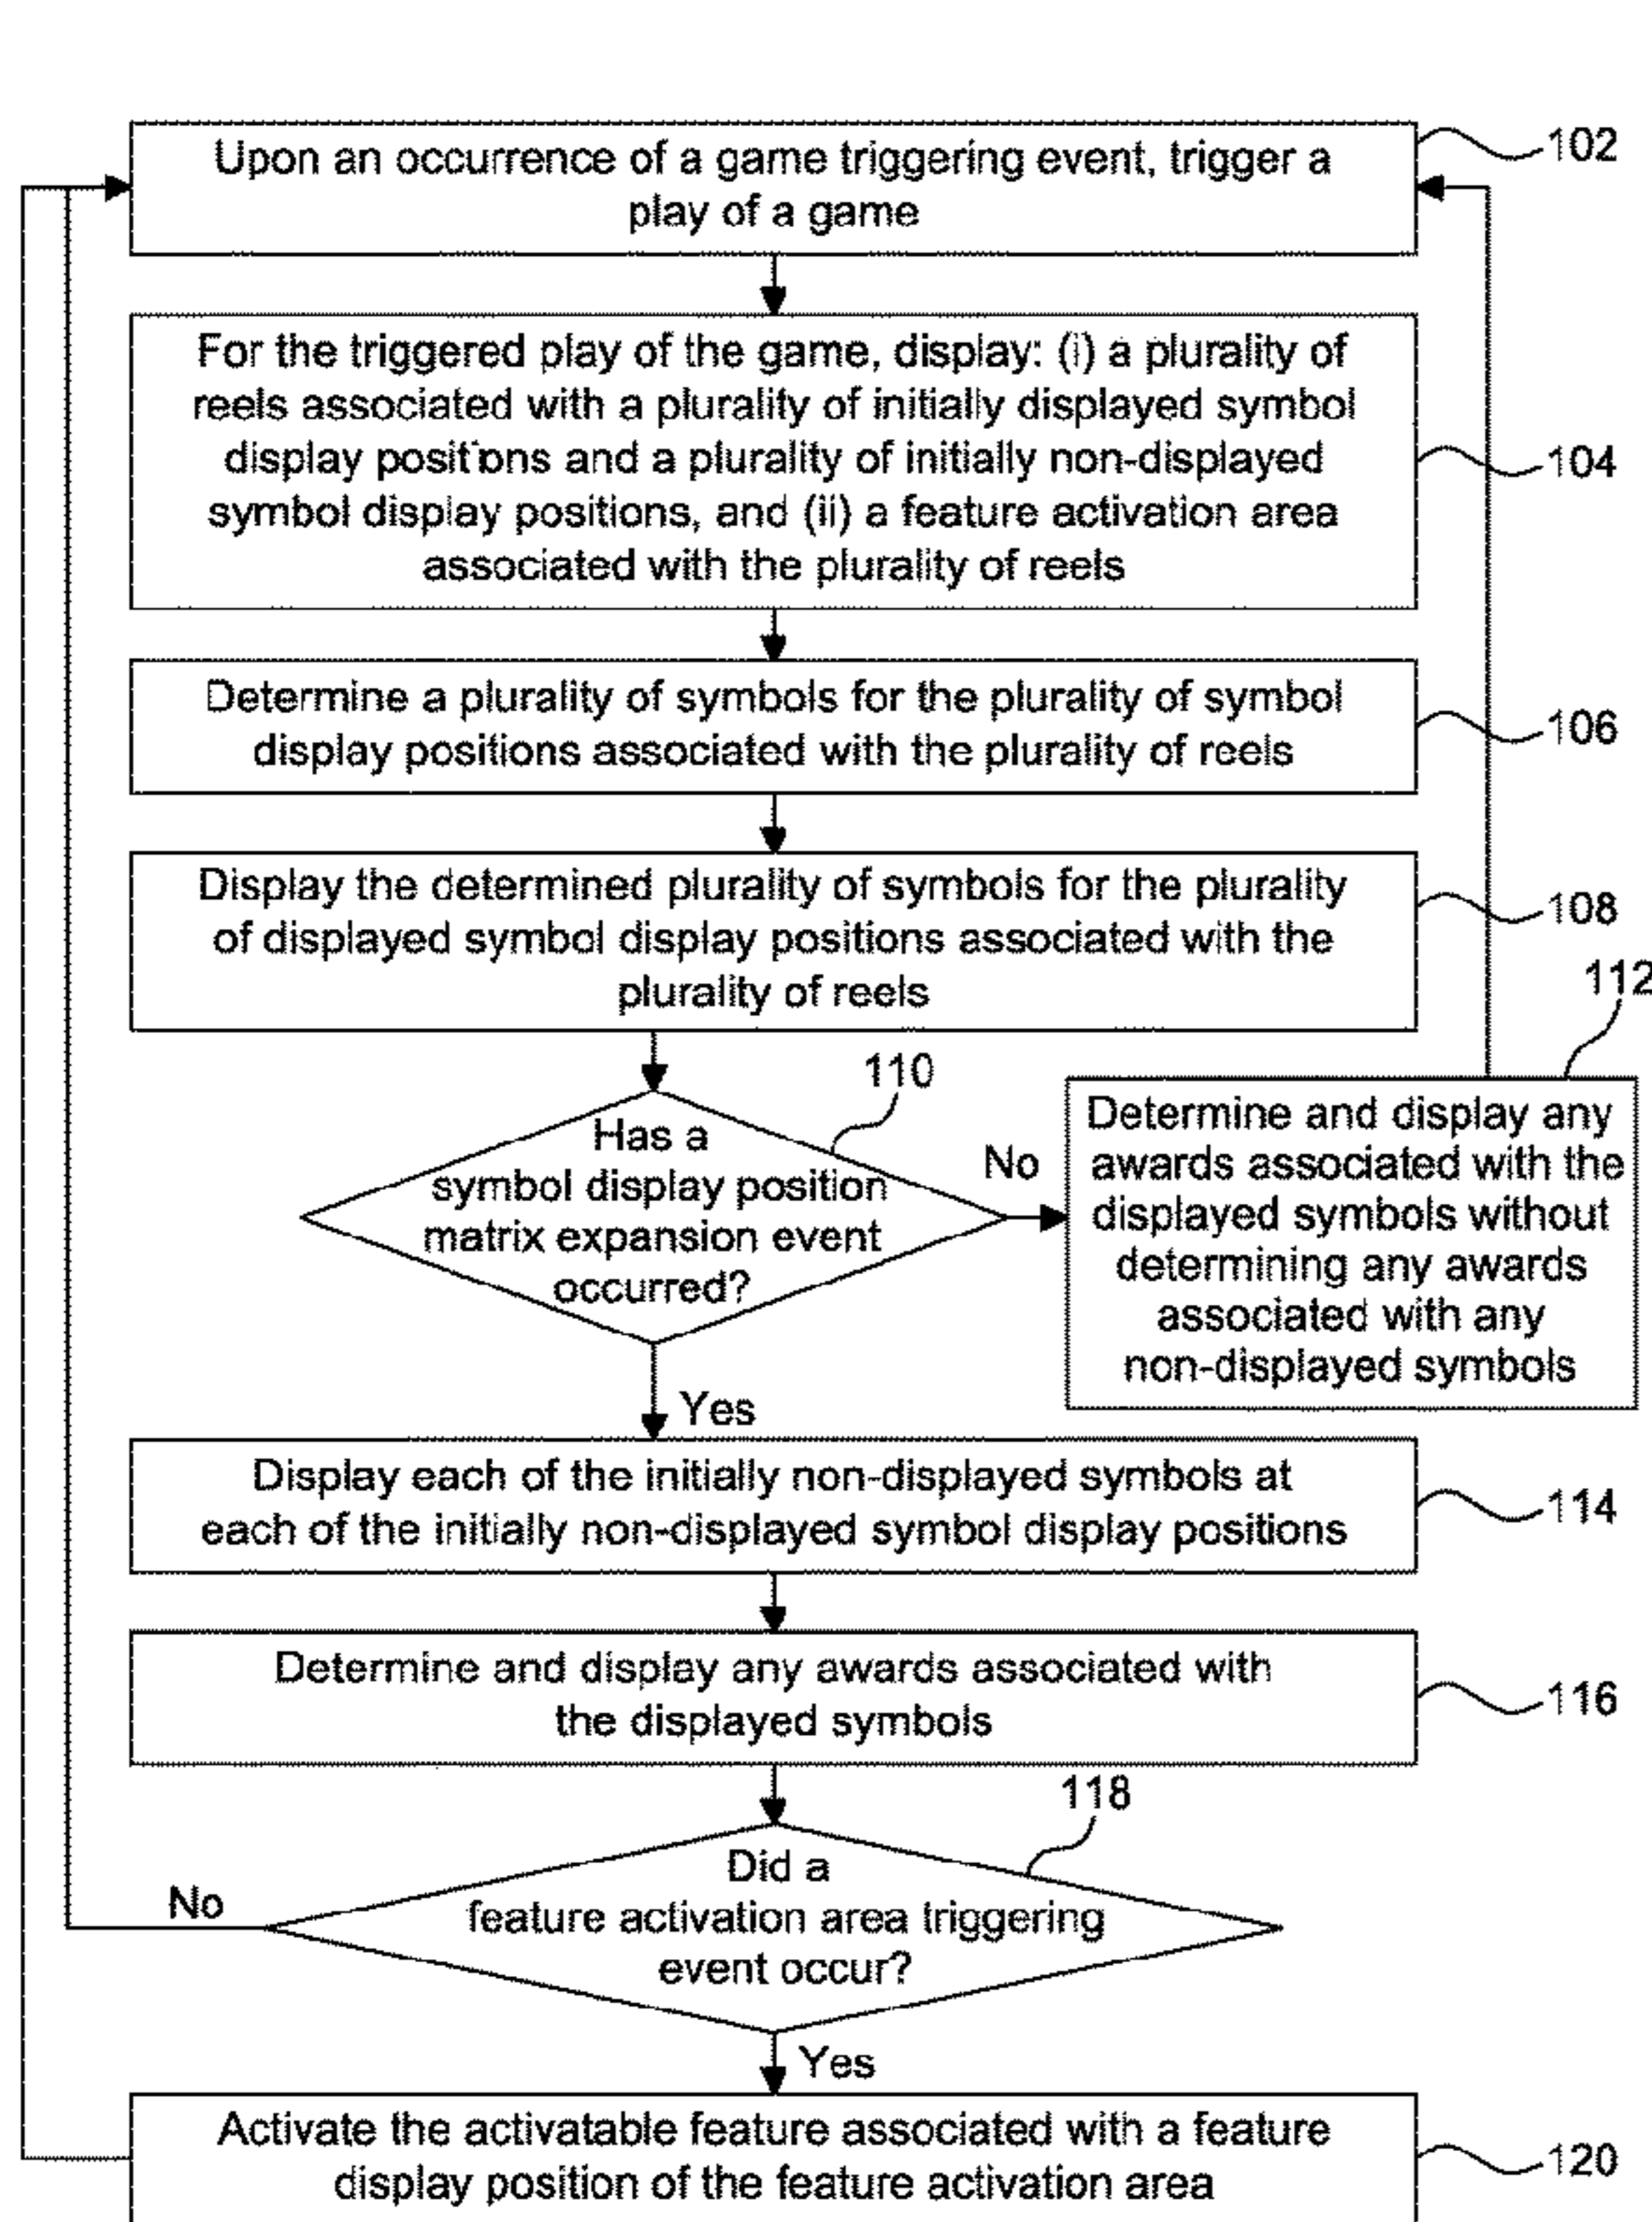 Upon an occurrence of a game triggering event, trigger a
play of a game
102
For the triggered play of the game, display: (i) a plurality of
reels associated with a plurality of initially displayed symbol
display positions and a plurality of initially non-displayed
symbol display positions, and (ii) a feature activation area
associated with the plurality of reels
104
Determine a plurality of symbols for the plurality of symbol
display positions associated with the plurality of reels
106
Display the determined plurality of symbols for the plurality
of displayed symbol display positions associated with the
plurality of reels
108
110
Has a
symbol display position
matrix expansion event
occurred?
No
112
Determine and display any
awards associated with the
displayed symbols without
determining any awards
associated with any
non-displayed symbols
Yes
Display each of the initially non-displayed symbols at
each of the initially non-displayed symbol display positions
114
Determine and display any awards associated with
the displayed symbols
116
118
Did a
feature activation area triggering
event occur?
No
Yes
Activate the activatable feature associated with a feature
display position of the feature activation area
120